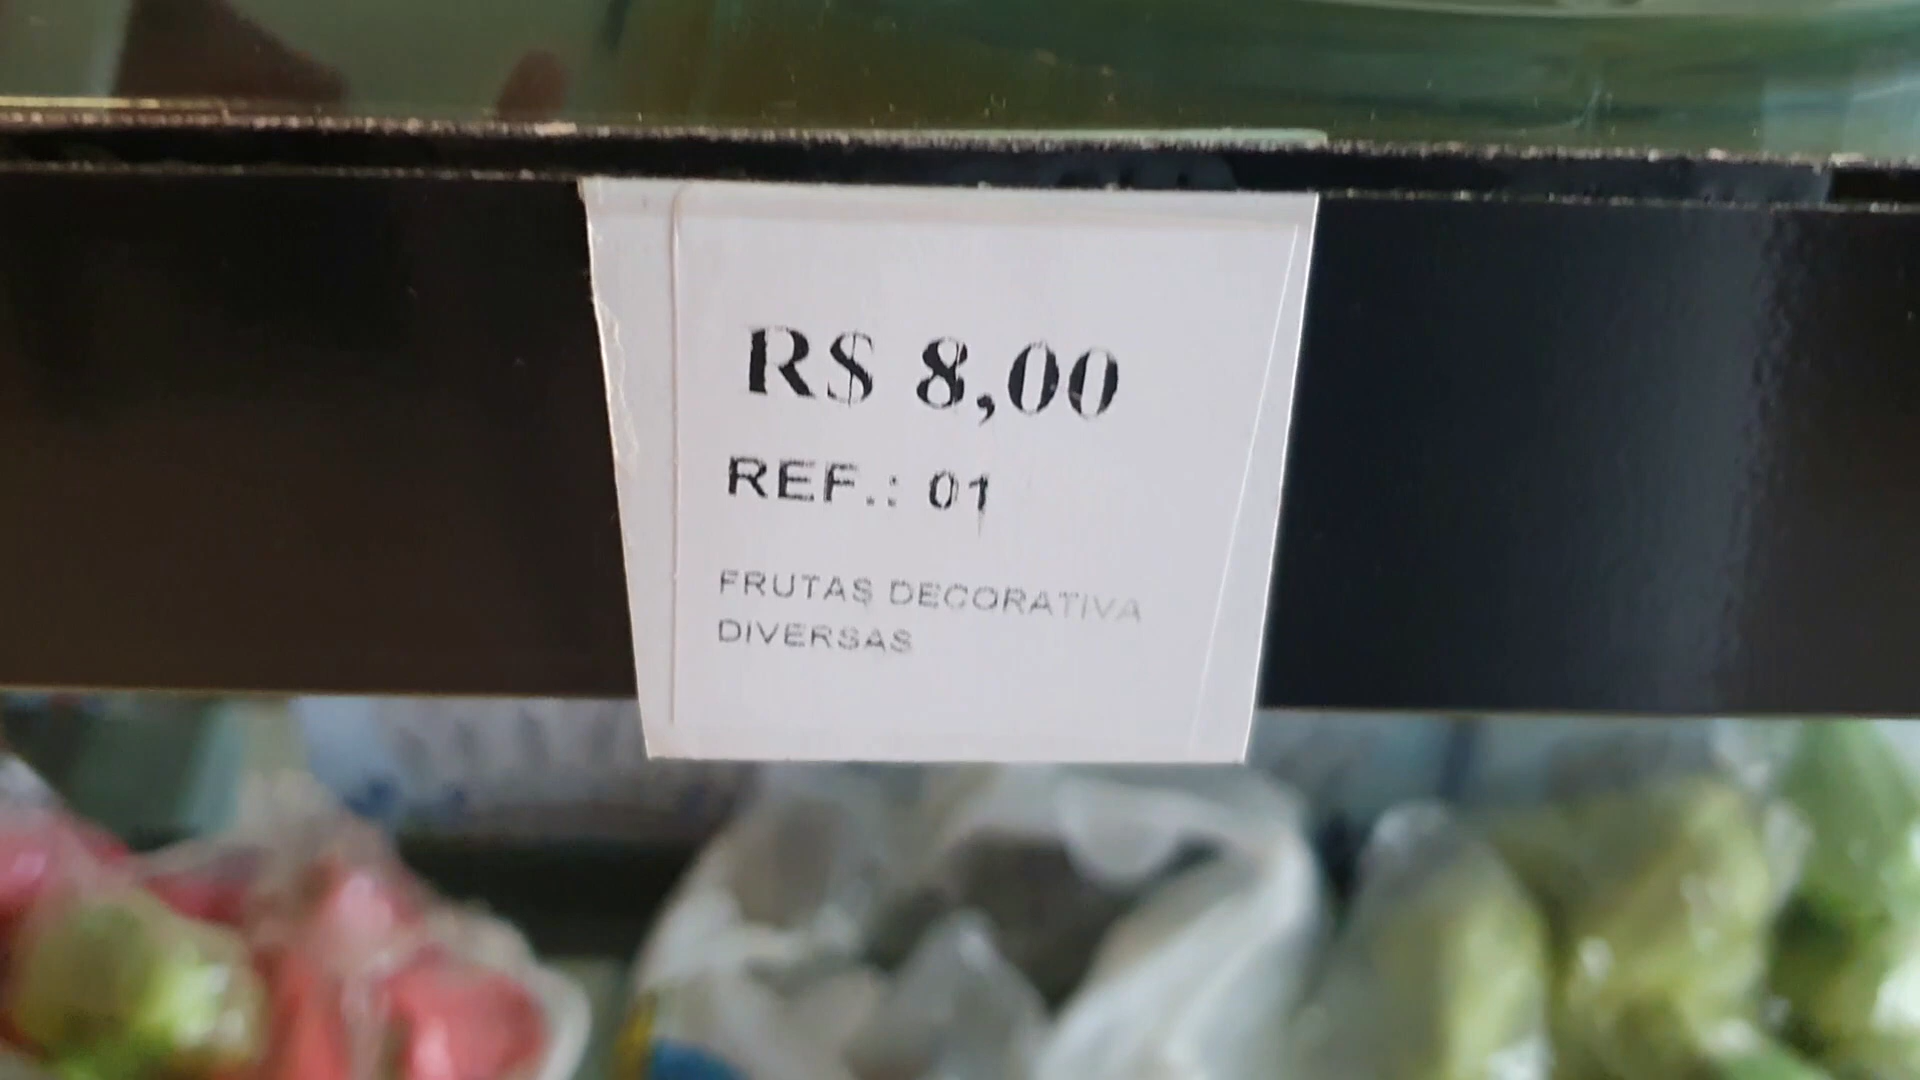 R$ 8,00
REF.: 01
FRUTAS DECORATIVA
DIVERSAS